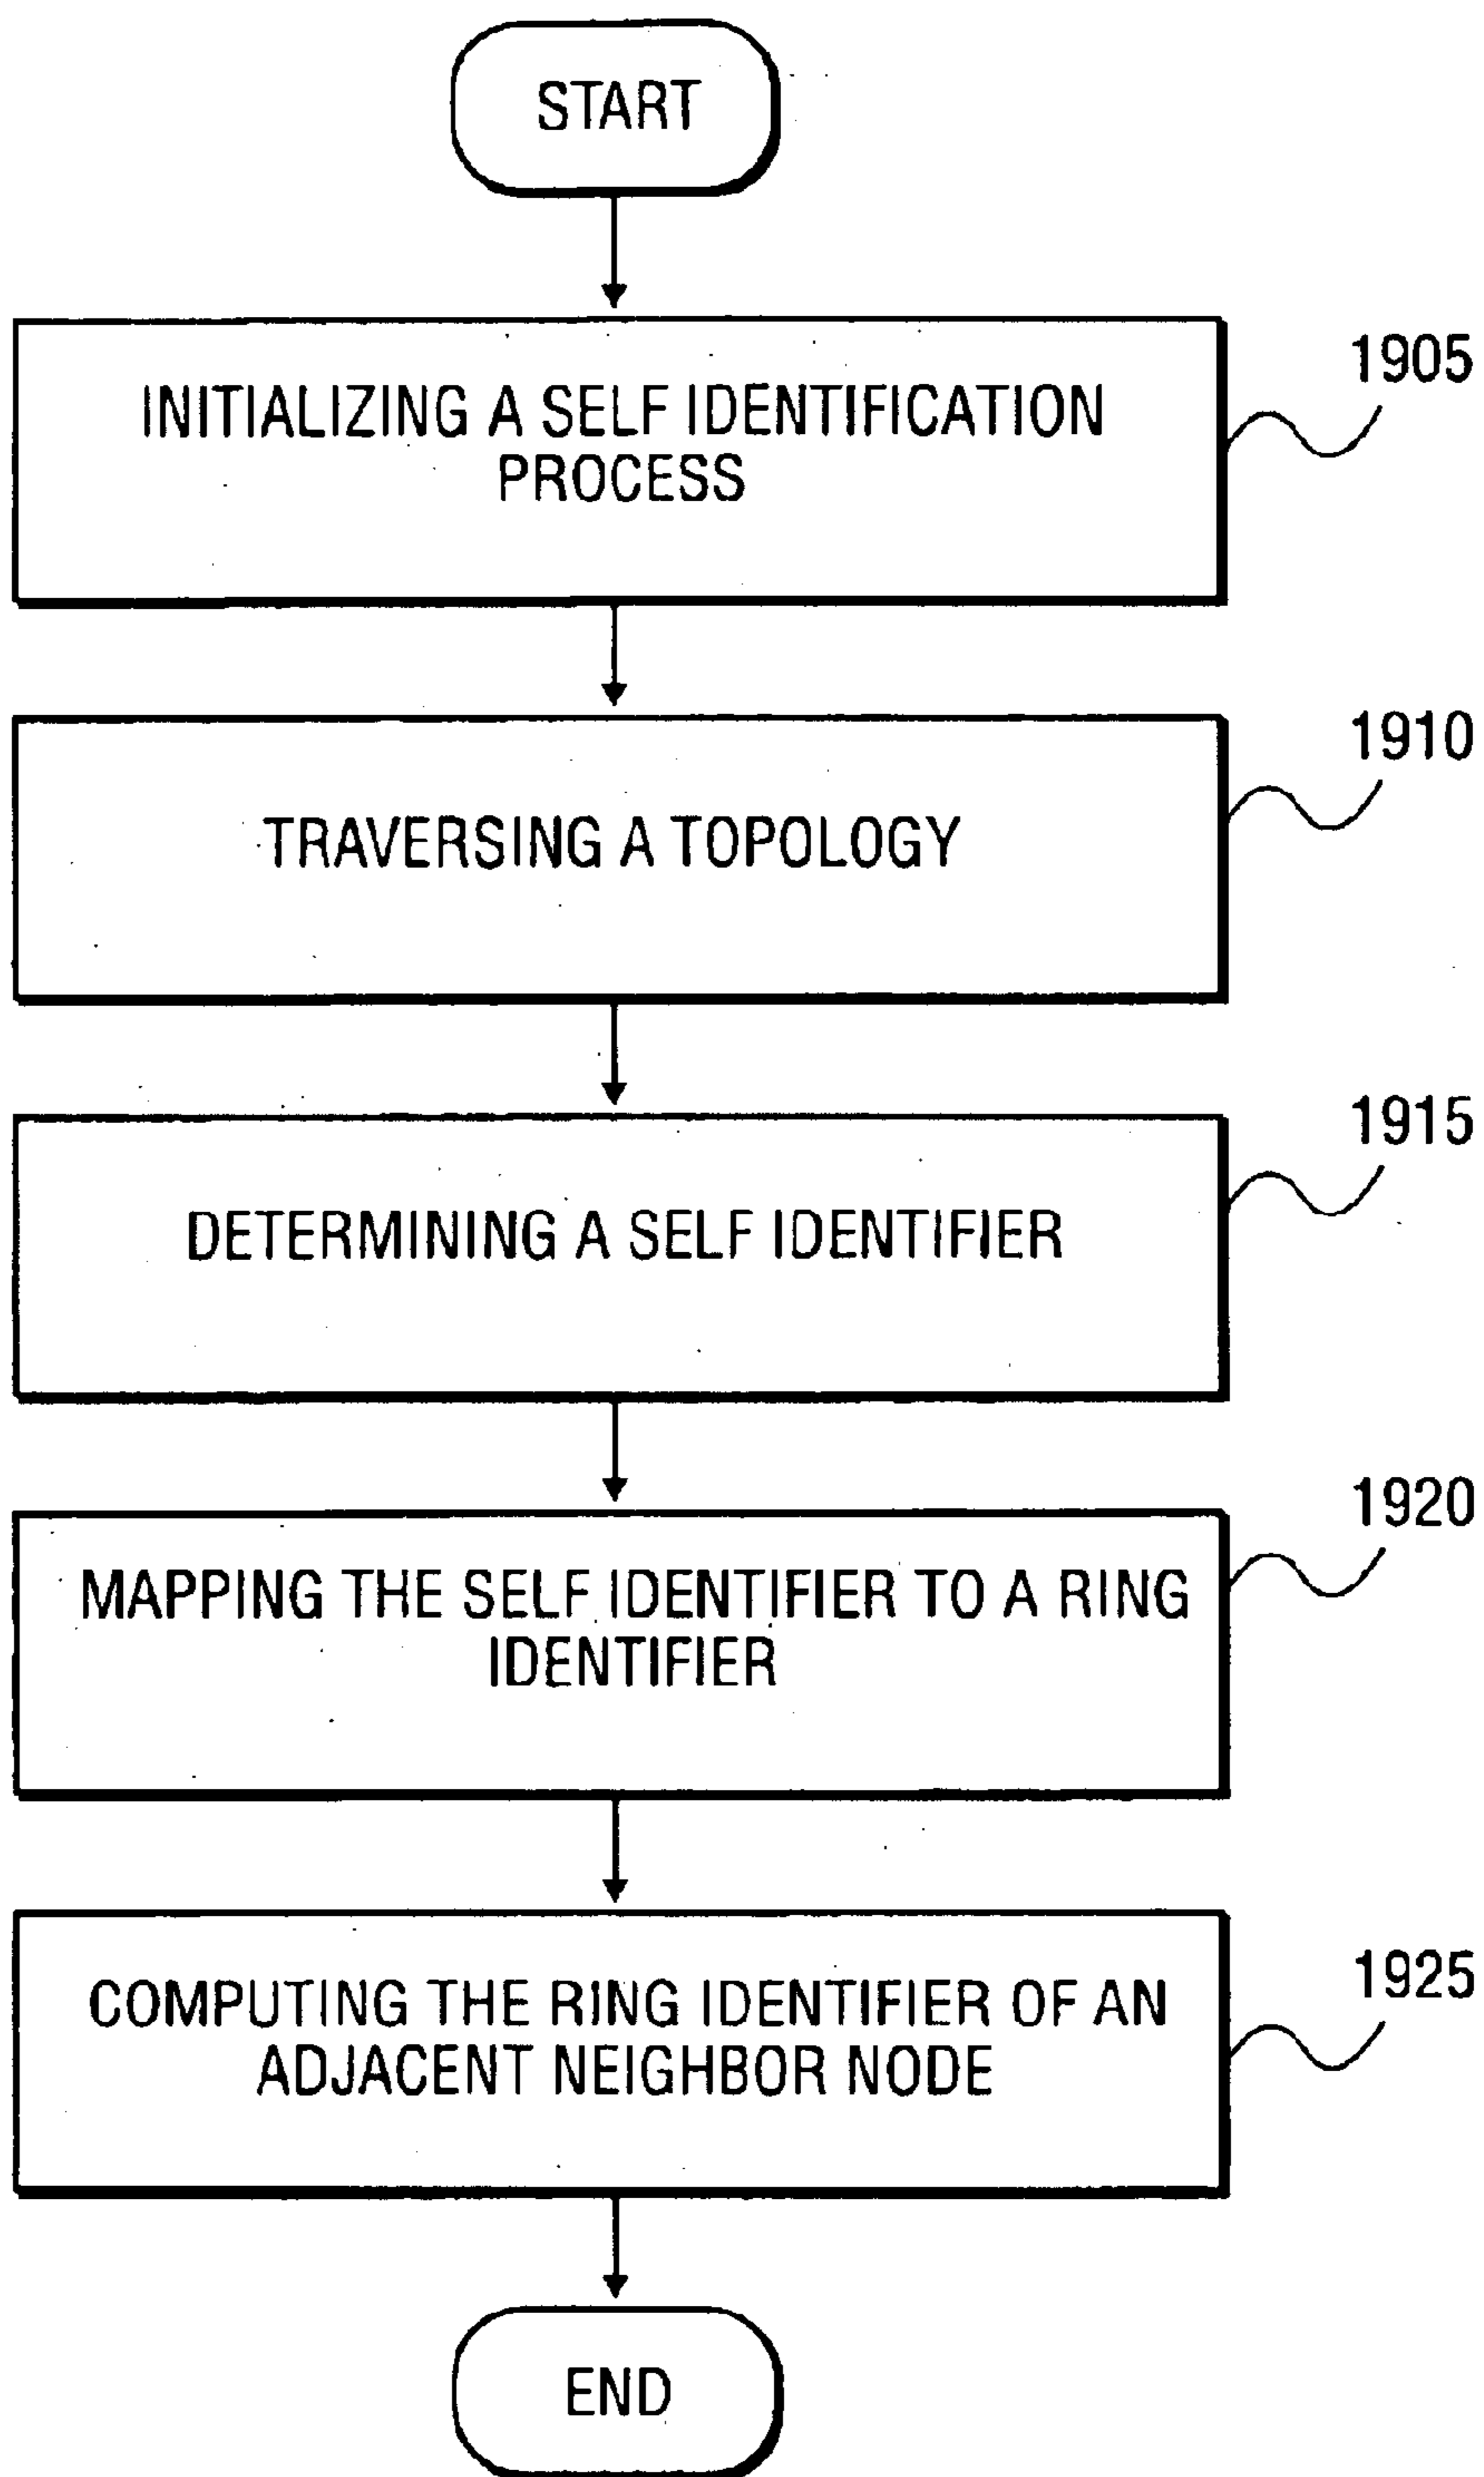 START
1905
INITIALIZING A SELF IDENTIFICATION
PROCESS
1910
TRAVERSING A TOPOLOGY
1915
DETERMINING A SELF IDENTIFIER
1920
MAPPING THE SELF IDENTIFIER TO A RING
IDENTIFIER
1925
COMPUTING THE RING IDENTIFIER OF AN
ADJACENT NEIGHBOR NODE
END